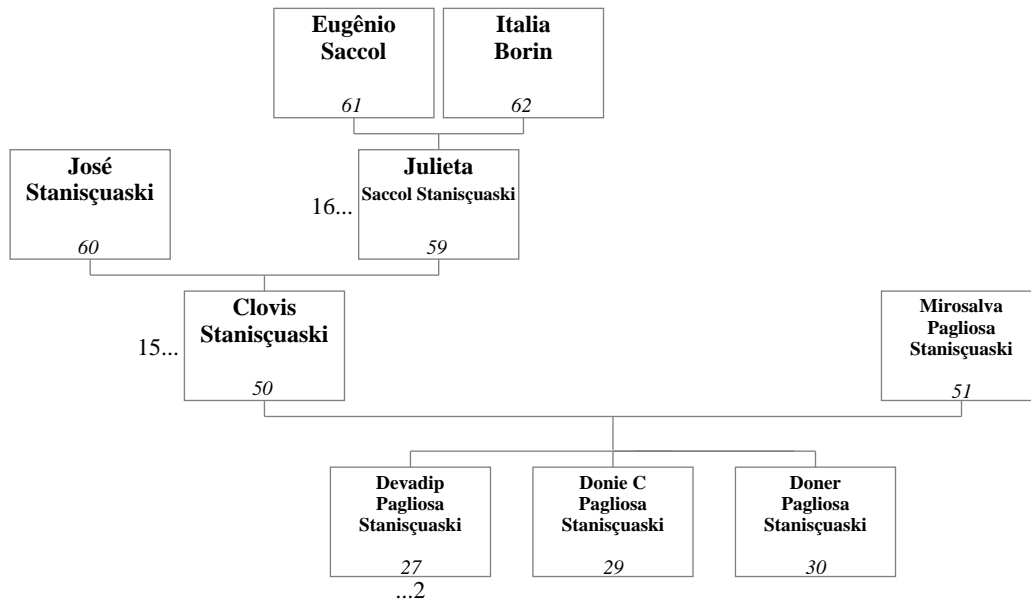 Eugênio
Saccol
61
Italia
Borin
62
José
Stanisçuaski
60
16...
Julieta
Saccol Stanisçuaski
59
15...
Clovis
Stanisçuaski
50
Mirosalva
Pagliosa
Stanisçuaski
51
Devadip
Pagliosa
Stanisçuaski
27
...2
Donie C
Pagliosa
Stanisçuaski
29
Doner
Pagliosa
Stanisçuaski
30